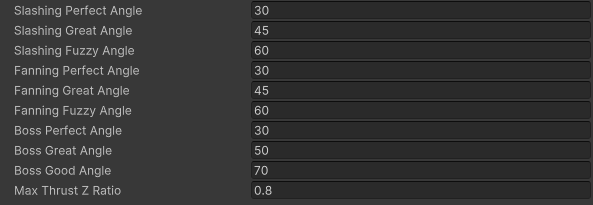 Slashing Perfect Angle 30
Slashing Great Angle 45
Slashing Fuzzy Angle 60
Fanning Perfect Angle 30
Fanning Great Angle 45
Fanning Fuzzy Angle 60
Boss Perfect Angle 30
Boss Great Angle 50
Boss Good Angle 70
Max Thrust Z Ratio 0.8